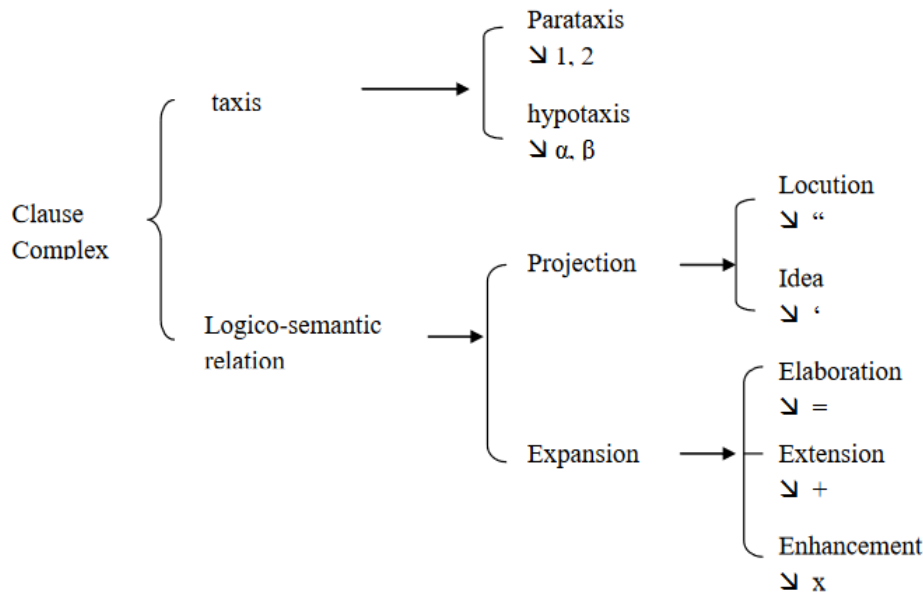 Parataxis
↘ 1, 2
taxis
hypotaxis
↘ α, β
Clause
Complex
Locution
↘ “
Projection
Idea
↘ ‘
Logico-semantic
relation
Elaboration
↘ =
Expansion
Extension
↘ +
Enhancement
↘ x